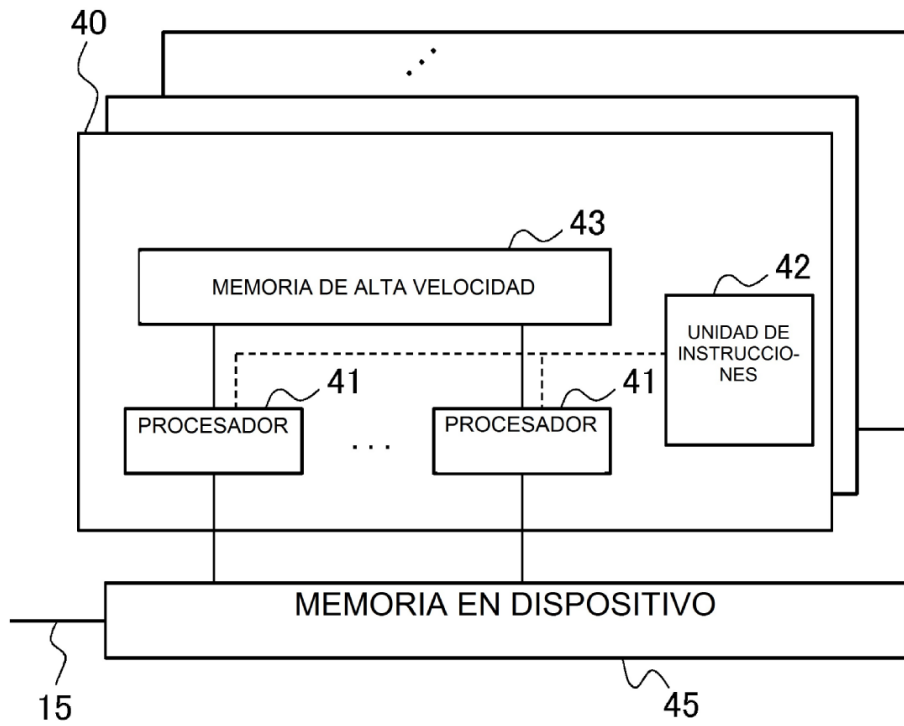 40
43
MEMORIA DE ALTA VELOCIDAD
42
UNIDAD DE
INSTRUCCIO-
NES
41
PROCESADOR
41
PROCESADOR
MEMORIA EN DISPOSITIVO
15
45